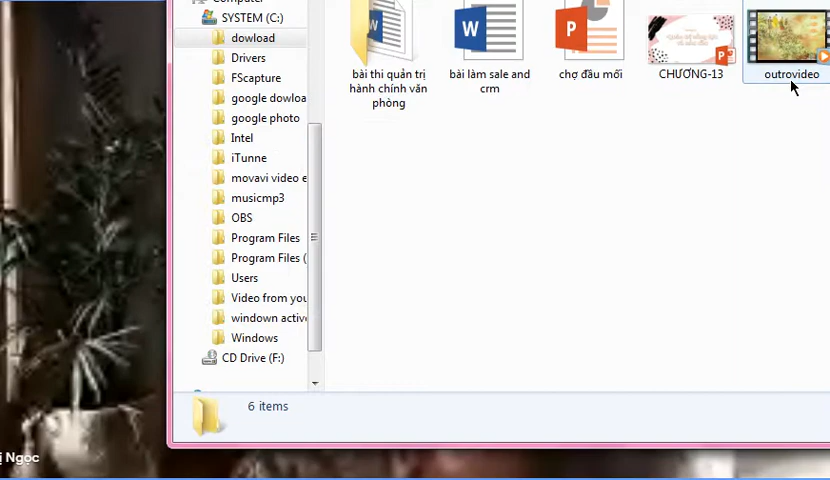 Computer
SYSTEM (C:)
dowload
Drivers
FScapture
google dowloa
google photo
Intel
iTunne
movavi video e
musicmp3
OBS
Program Files
Program Files (
Users
Video from you
windown active
Windows
CD Drive (F:)
bài thi quản trị
hành chính văn
phòng
bài làm sale and
crm
chợ đầu mối
CHƯƠNG-13
outrovideo
6 items
ị Ngọc